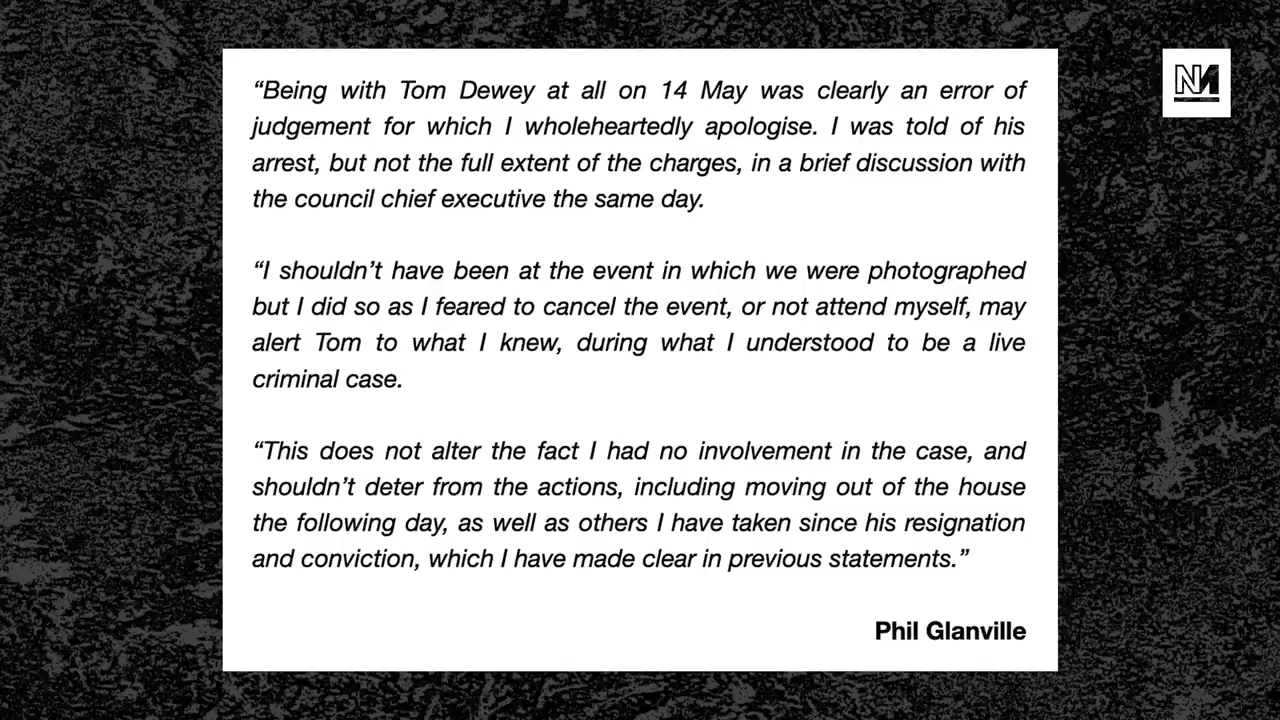 “Being with Tom Dewey at all on 14 May was clearly an error of
judgement for which I wholeheartedly apologise. I was told of his
arrest, but not the full extent of the charges, in a brief discussion with
the council chief executive the same day.
“I shouldn’t have been at the event in which we were photographed
but I did so as I feared to cancel the event, or not attend myself, may
alert Tom to what I knew, during what I understood to be a live
criminal case.
“This does not alter the fact I had no involvement in the case, and
shouldn’t deter from the actions, including moving out of the house
the following day, as well as others I have taken since his resignation
and conviction, which I have made clear in previous statements.”
Phil Glanville
NM